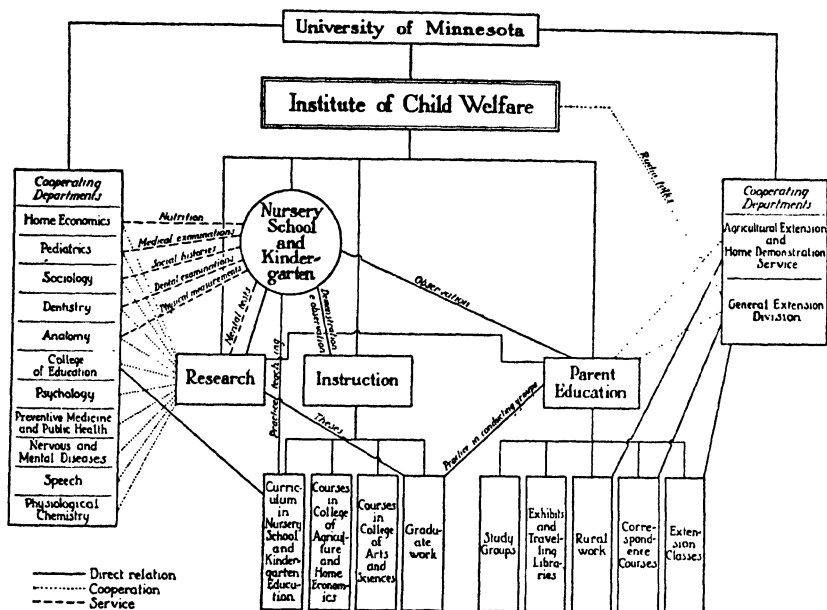 University of Minnesota
Institute of Child Welfare
Radio talks
Cooperating
Departments
Home Economics
Pediatrics
Sociology
Dentistry
Anatomy
College
of Education
Psychology
Preventive Medicine
and Public Health
Nervous and
Mental Diseases
Speech
Physiological
Chemistry
Nutrition
Medical examinations
Social histories
Dental examinations
Physical measurements
Nursery
School
and
Kinder-
garten
Cooperating
Departments
Agricultural Extension
and
Home Demonstration
Service
General Extension
Division
Mental tests
Demonstration
& observation
Observation
Practice teaching
Research
Instruction
Parent
Education
Theses
Practice in conducting groups
Curriculum
in
Nursery
School
and
Kinder-
garten
Edu-
cation
Courses
in
College
of
Agricul-
ture
and
Home
Econom-
ics
Courses
in
College
of
Arts
and
Sciences
Gradu-
ate
work
Study
Groups
Exhibits
and
Travel-
ling
Libra-
ries
Rural
work
Corre-
spond-
ence
Courses
Exten-
sion
Classes
Direct relation
Cooperation
Service